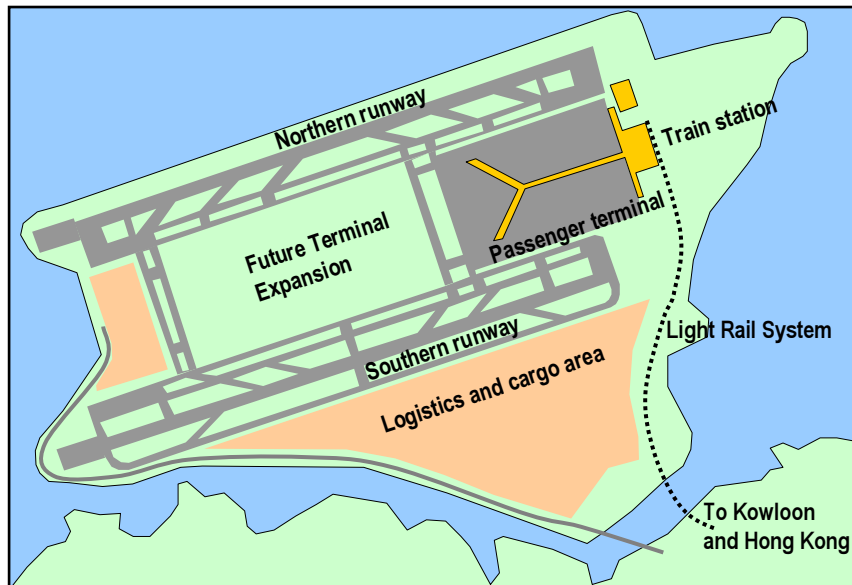 Northern runway
Train station
Passenger terminal
Future Terminal
Expansion
Light Rail System
Southern runway
Logistics and cargo area
To Kowloon
and Hong Kong